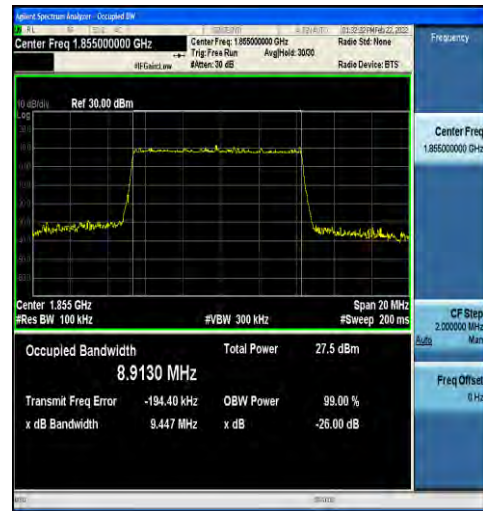 Agilent Spectrum Analyzer - Occupied BW
Center Freq 1.855000000 GHz
Center Freq: 1.855000000 GHz
Radio Std: None
Trig: Free Run
Avg|Hold: 30/30
#IFGain:Low
#Atten: 30 dB
Radio Device: BTS
Frequency
10 dB/div
Ref 30.00 dBm
Log
Center Freq
1.855000000 GHz
Center 1.855 GHz
Span 20 MHz
#Res BW 100 kHz
#VBW 300 kHz
#Sweep 200 ms
CF Step
2.000000 MHz
Auto Man
Occupied Bandwidth
Total Power
27.5 dBm
8.9130 MHz
Transmit Freq Error
-194.40 kHz
OBW Power
99.00 %
x dB Bandwidth
9.447 MHz
x dB
-26.00 dB
Freq Offset
0 Hz